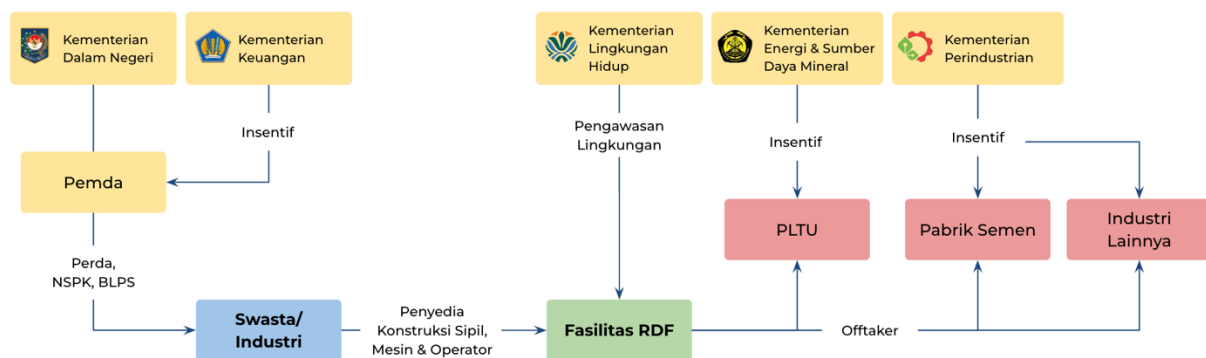 Kementerian
Dalam Negeri
Kementerian
Keuangan
Kementerian
Lingkungan
Hidup
Kementerian
Energi & Sumber
Daya Mineral
Kementerian
Perindustrian
Insentif
Pengawasan
Lingkungan
Insentif
Insentif
Pemda
PLTU
Pabrik Semen
Industri
Lainnya
Perda,
NSPK, BLPS
Swasta/
Industri
Penyedia
Konstruksi Sipil,
Mesin & Operator
Fasilitas RDF
Offtaker